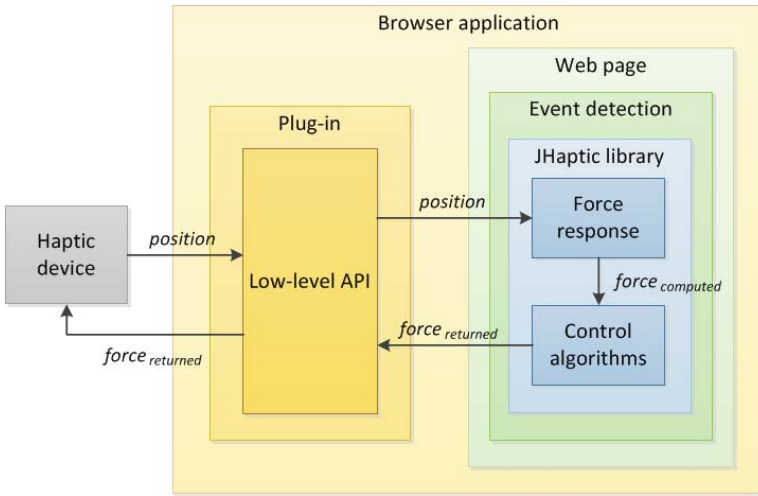 Browser application
Web page
Plug-in
Event detection
JHaptic library
Haptic
device
position
Low-level API
position
Force
response
force computed
Control
algorithms
force returned
force returned